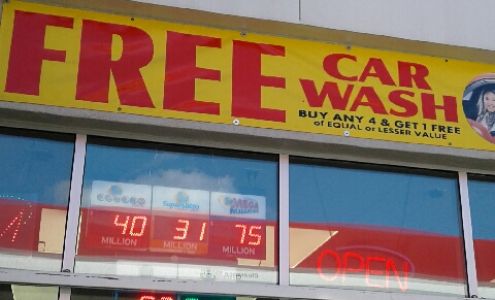 FREE
CAR
WASH
BUY ANY 4 & GET 1 FREE
of EQUAL or LESSER VALUE
MEGA
40 31 75
MILLION MILLION MILLION
OPEN